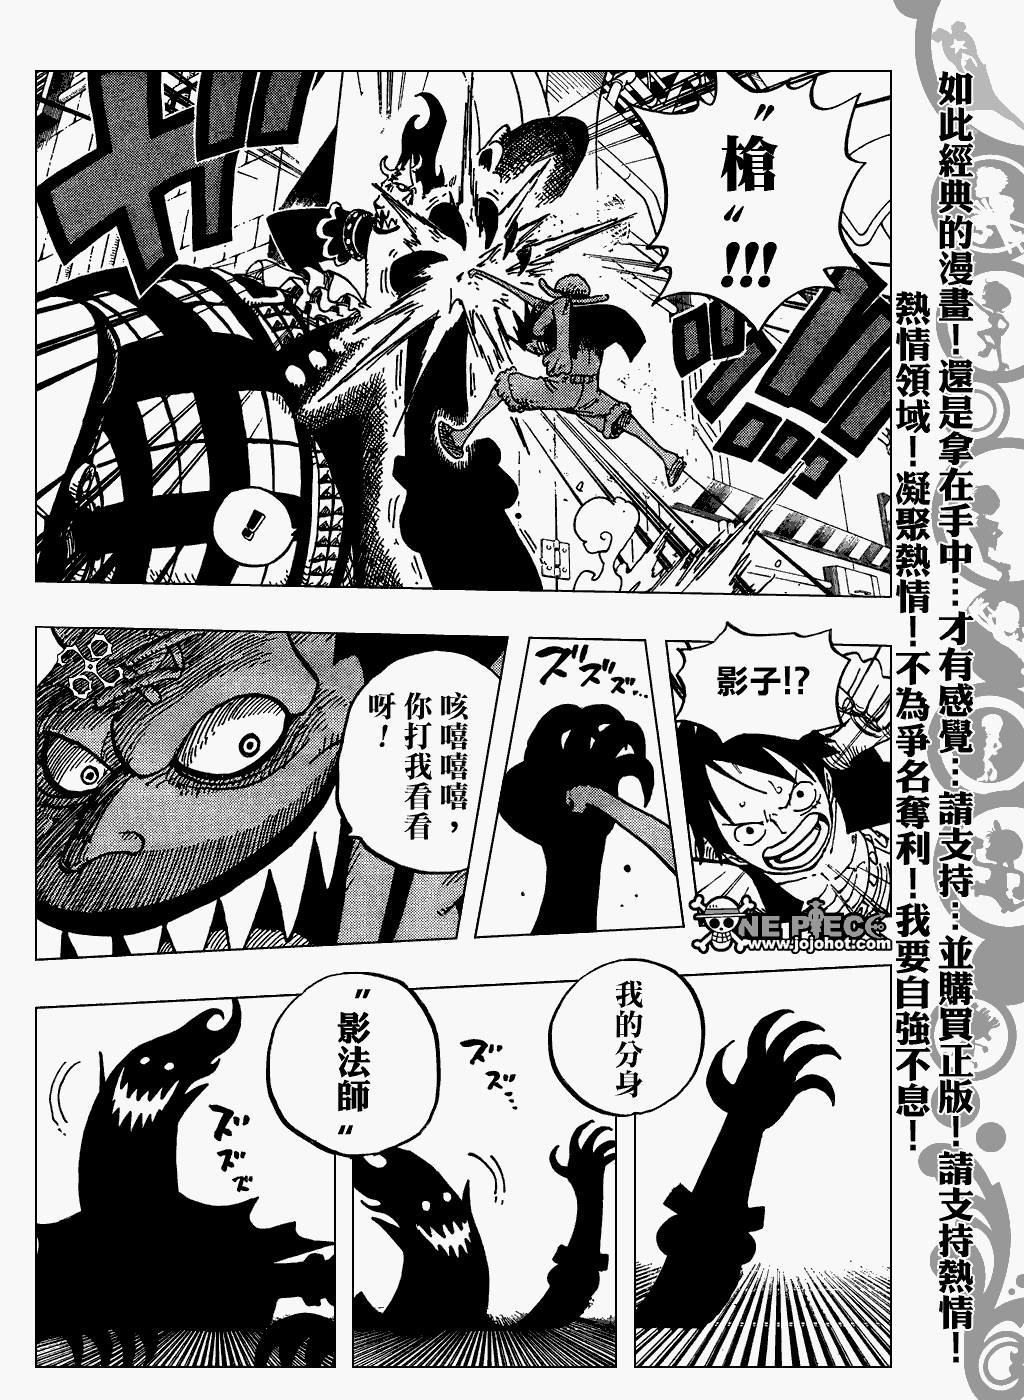 如此經典的漫畫！還是拿在手中…才有感覺…請支持…並購買正版！請支持熱情！
熱情領域！凝聚熱情！不為爭名奪利！我要自強不息！
"槍"!!!
影子!?
ズズズ…
咳嘻嘻嘻，
你打我看看
呀！
ONE PIECE
www.jojohot.com
我的分身
ズズズ
"影法師"
ズズズ